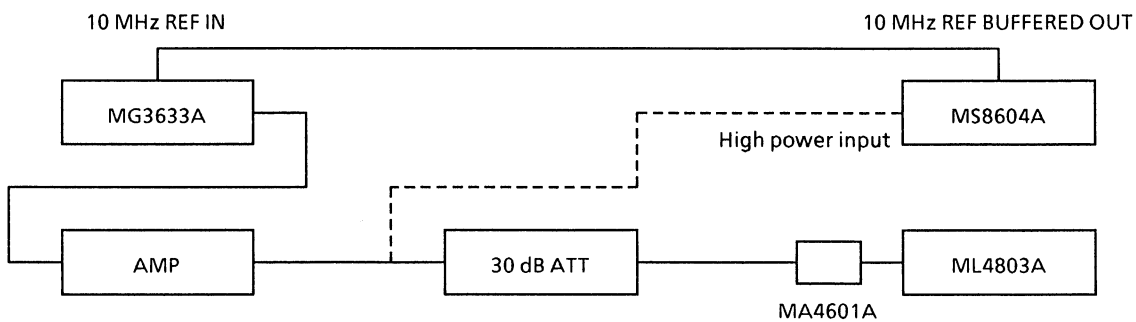 10 MHz REF IN
10 MHz REF BUFFERED OUT
MG3633A
MS8604A
High power input
AMP
30 dB ATT
ML4803A
MA4601A